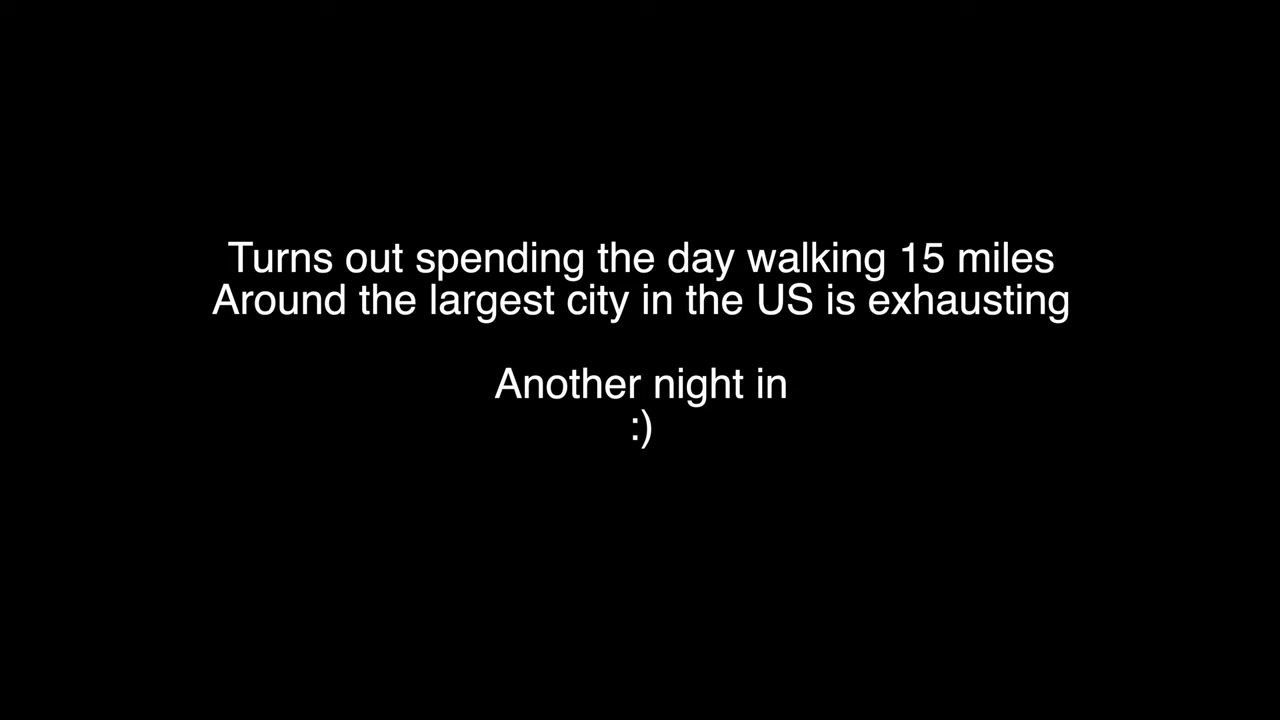 Turns out spending the day walking 15 miles
Around the largest city in the US is exhausting
Another night in
:)